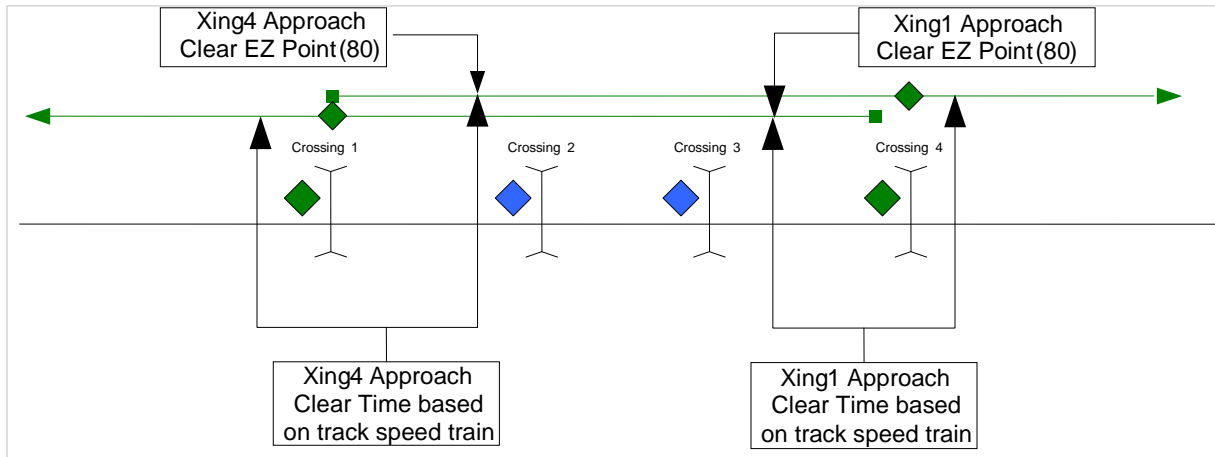 Xing4 Approach
Clear EZ Point (80)
Xing1 Approach
Clear EZ Point (80)
Crossing 1
Crossing 2
Crossing 3
Crossing 4
Xing4 Approach
Clear Time based
on track speed train
Xing1 Approach
Clear Time based
on track speed train